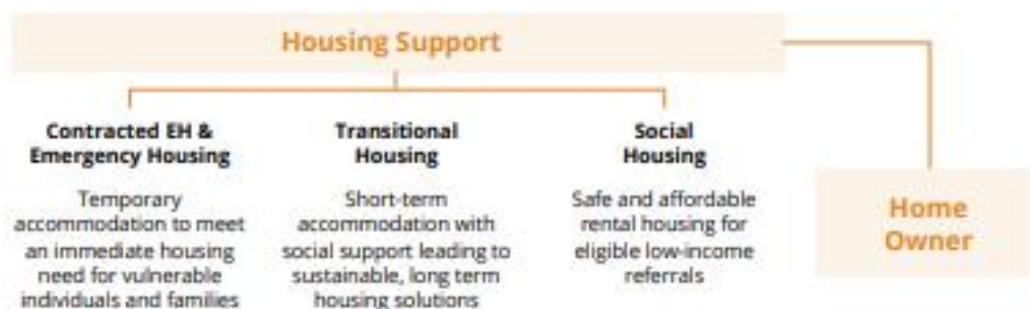 Housing Support
Contracted EH &
Emergency Housing
Temporary
accommodation to meet
an immediate housing
need for vulnerable
individuals and families
Transitional
Housing
Short-term
accommodation with
social support leading to
sustainable, long term
housing solutions
Social
Housing
Safe and affordable
rental housing for
eligible low-income
referrals
Home
Owner